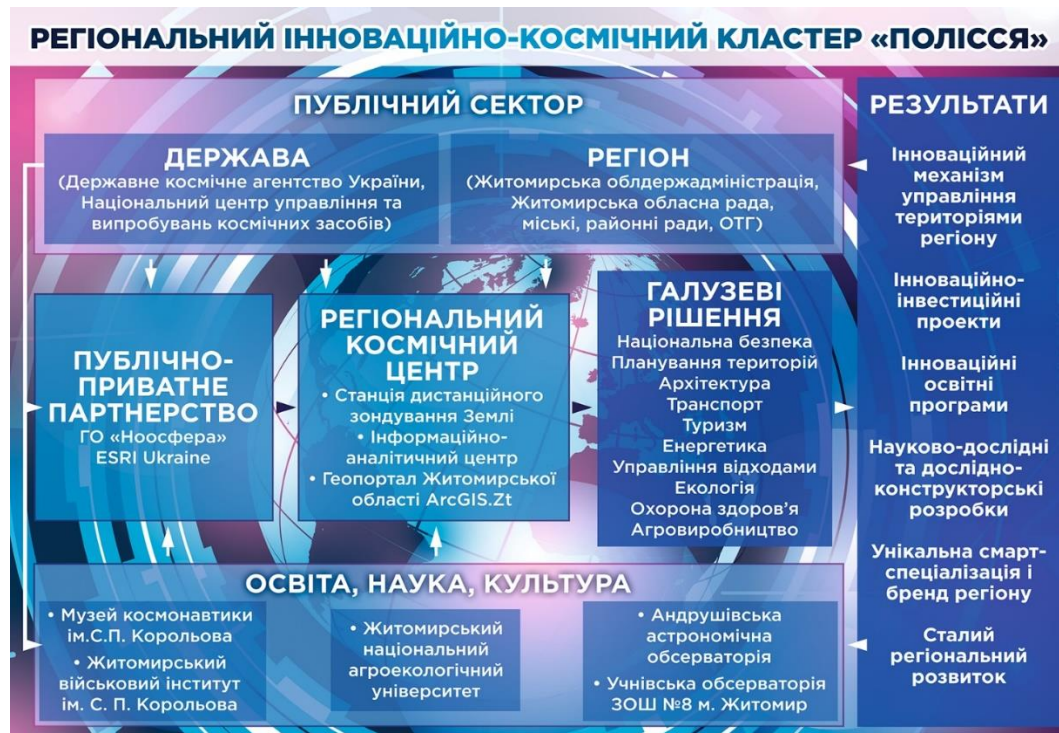 РЕГІОНАЛЬНИЙ ІННОВАЦІЙНО-КОСМІЧНИЙ КЛАСТЕР «ПОЛІССЯ»
ПУБЛІЧНИЙ СЕКТОР
ДЕРЖАВА
(Державне космічне агентство України,
Національний центр управління та
випробувань космічних засобів)
РЕГІОН
(Житомирська облдержадміністрація,
Житомирська обласна рада,
міські, районні ради, ОТГ)
ПУБЛІЧНО-
ПРИВАТНЕ
ПАРТНЕРСТВО
ГО «Ноосфера»
ESRI Ukraine
РЕГІОНАЛЬНИЙ
КОСМІЧНИЙ
ЦЕНТР
• Станція дистанційного
зондування Землі
• Інформаційно-
аналітичний центр
• Геопортал Житомирської
області ArcGIS.Zt
ГАЛУЗЕВІ
РІШЕННЯ
Національна безпека
Планування територій
Архітектура
Транспорт
Туризм
Енергетика
Управління відходами
Екологія
Охорона здоров’я
Агровиробництво
ОСВІТА, НАУКА, КУЛЬТУРА
• Музей космонавтики
ім.С.П. Корольова
• Житомирський
військовий інститут
ім. С. П. Корольова
• Житомирський
національний
агроекологічний
університет
• Андрушівська
астрономічна
обсерваторія
• Учнівська обсерваторія
ЗОШ №8 м. Житомир
РЕЗУЛЬТАТИ
Інноваційний
механізм
управління
територіями
регіону
Інноваційно-
інвестиційні
проекти
Інноваційні
освітні
програми
Науково-дослідні
та дослідно-
конструкторські
розробки
Унікальна смарт-
спеціалізація і
бренд регіону
Сталий
регіональний
розвиток